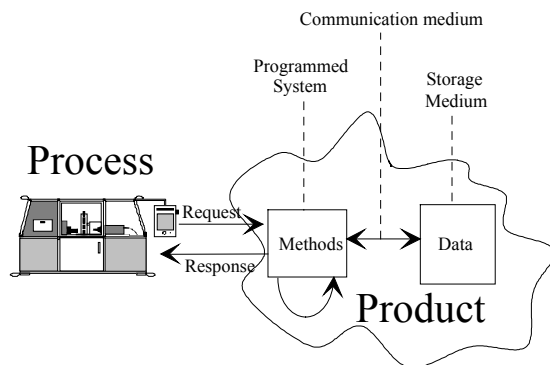 Communication medium
Programmed
System
Storage
Medium
Process
Request
Methods
Data
Response
Product